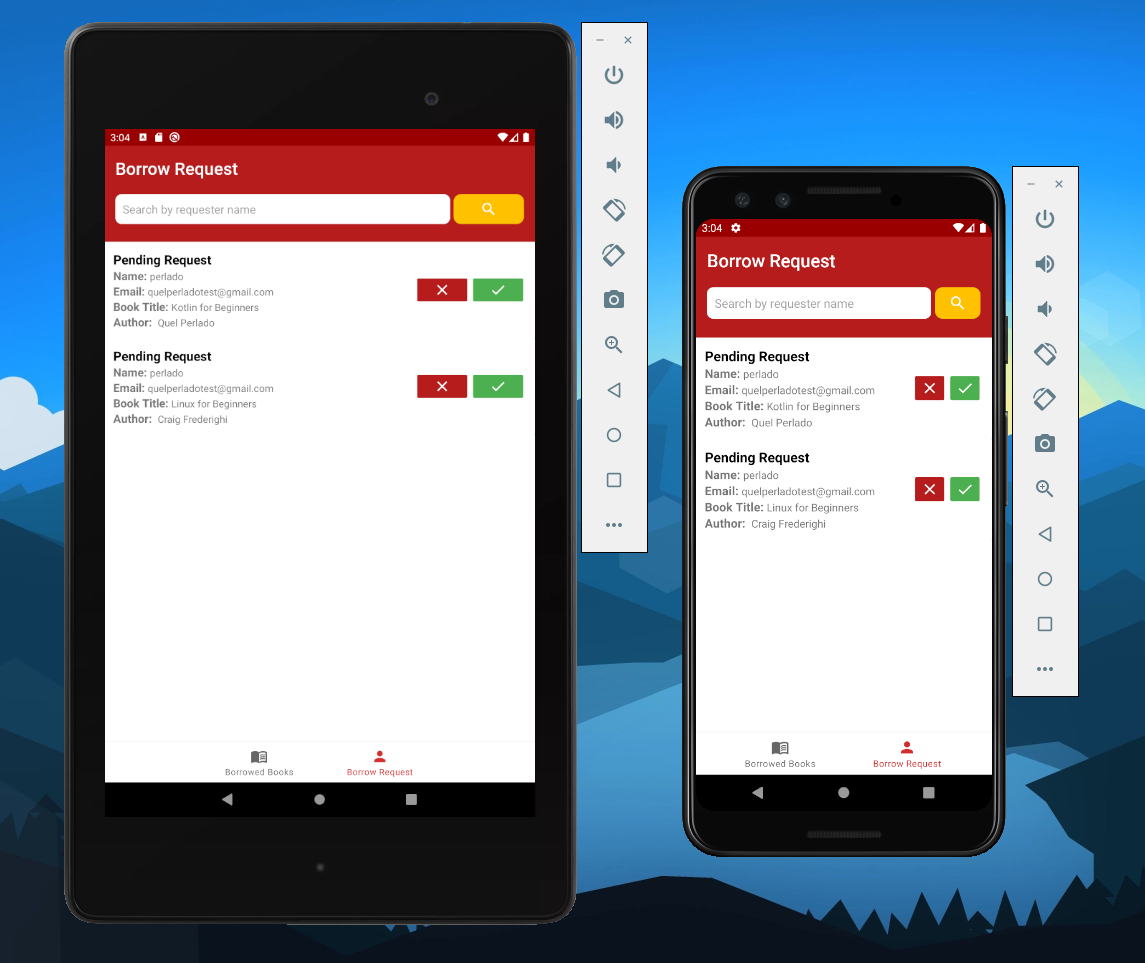 3:04
Borrow Request
Search by requester name
Pending Request
Name: perlado
Email: quelperladotest@gmail.com
Book Title: Kotlin for Beginners
Author: Quel Perlado
Pending Request
Name: perlado
Email: quelperladotest@gmail.com
Book Title: Linux for Beginners
Author: Craig Frederighi
Borrowed Books
Borrow Request
3:04
Borrow Request
Search by requester name
Pending Request
Name: perlado
Email: quelperladotest@gmail.com
Book Title: Kotlin for Beginners
Author: Quel Perlado
Pending Request
Name: perlado
Email: quelperladotest@gmail.com
Book Title: Linux for Beginners
Author: Craig Frederighi
Borrowed Books
Borrow Request